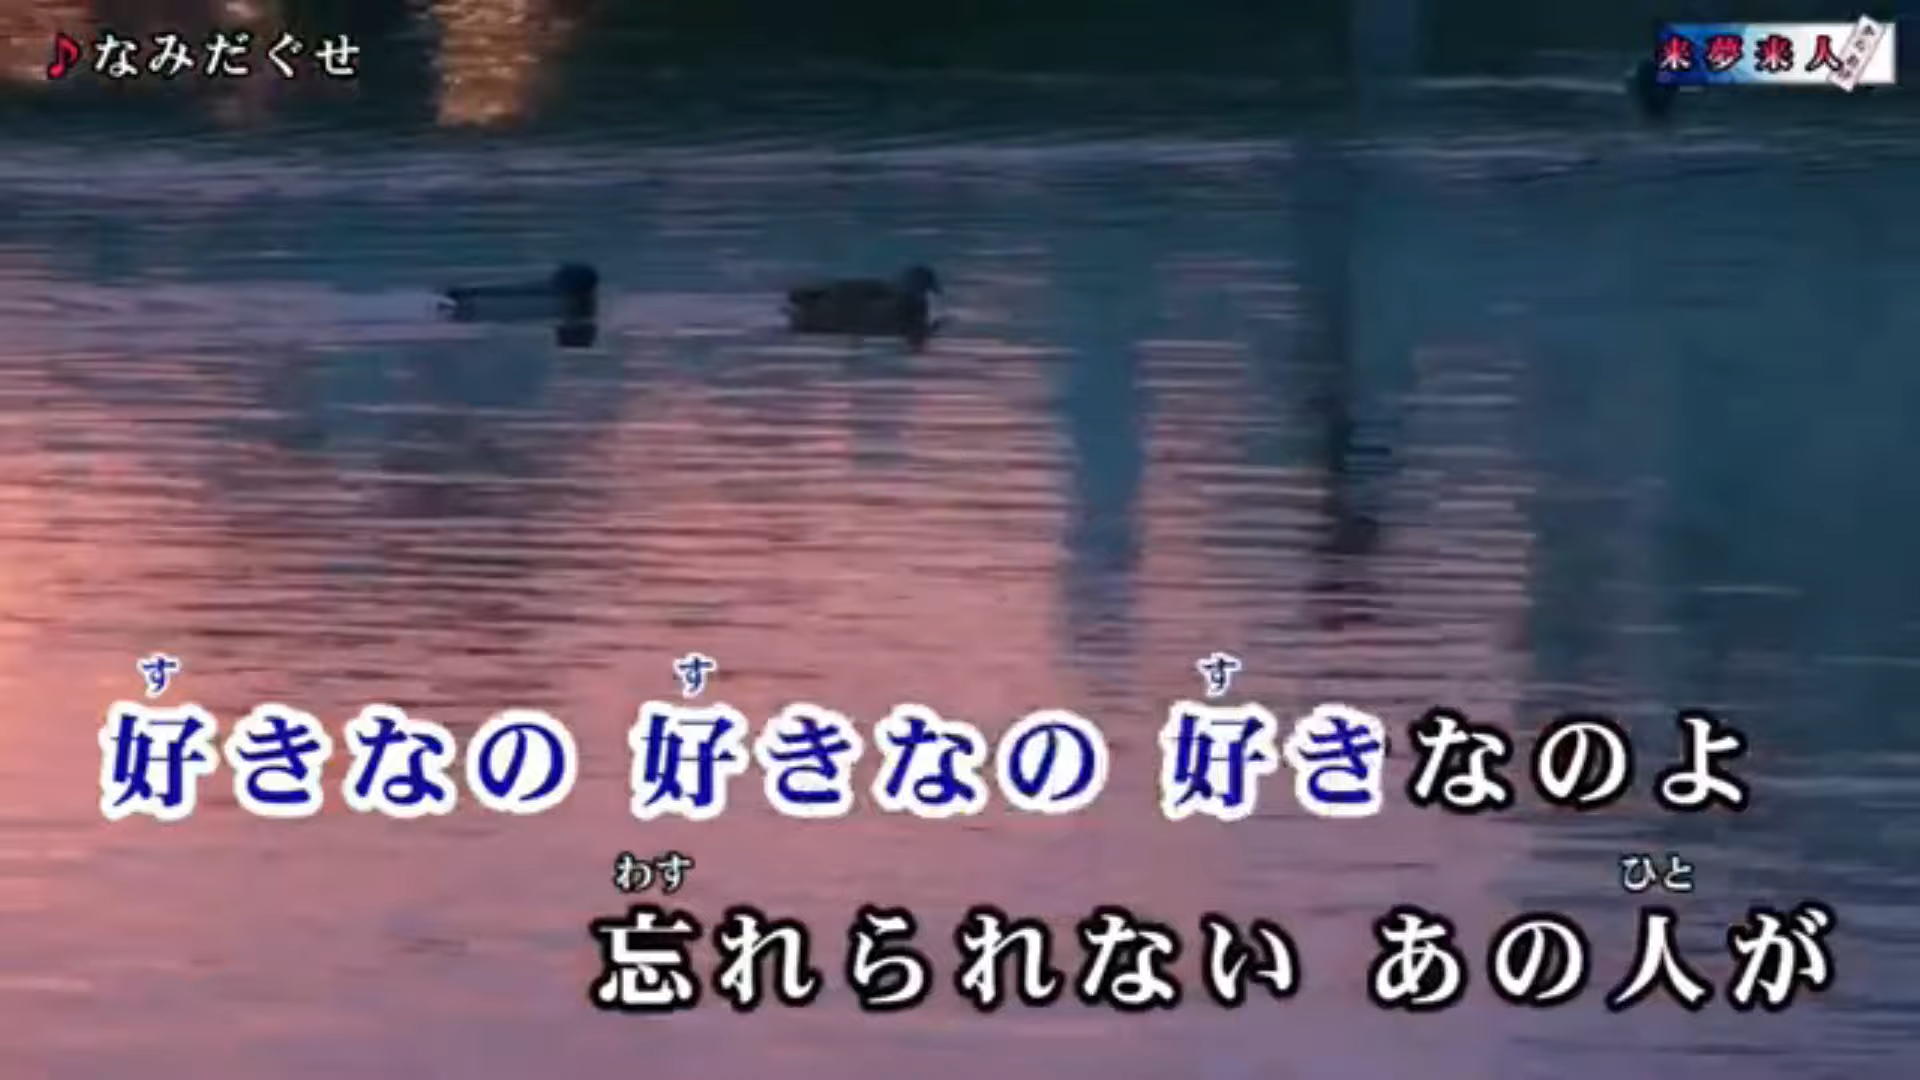 ♪なみだぐせ
来夢来人
す す す
好きなの 好きなの 好きなのよ
わす ひと
忘れられない あの人が